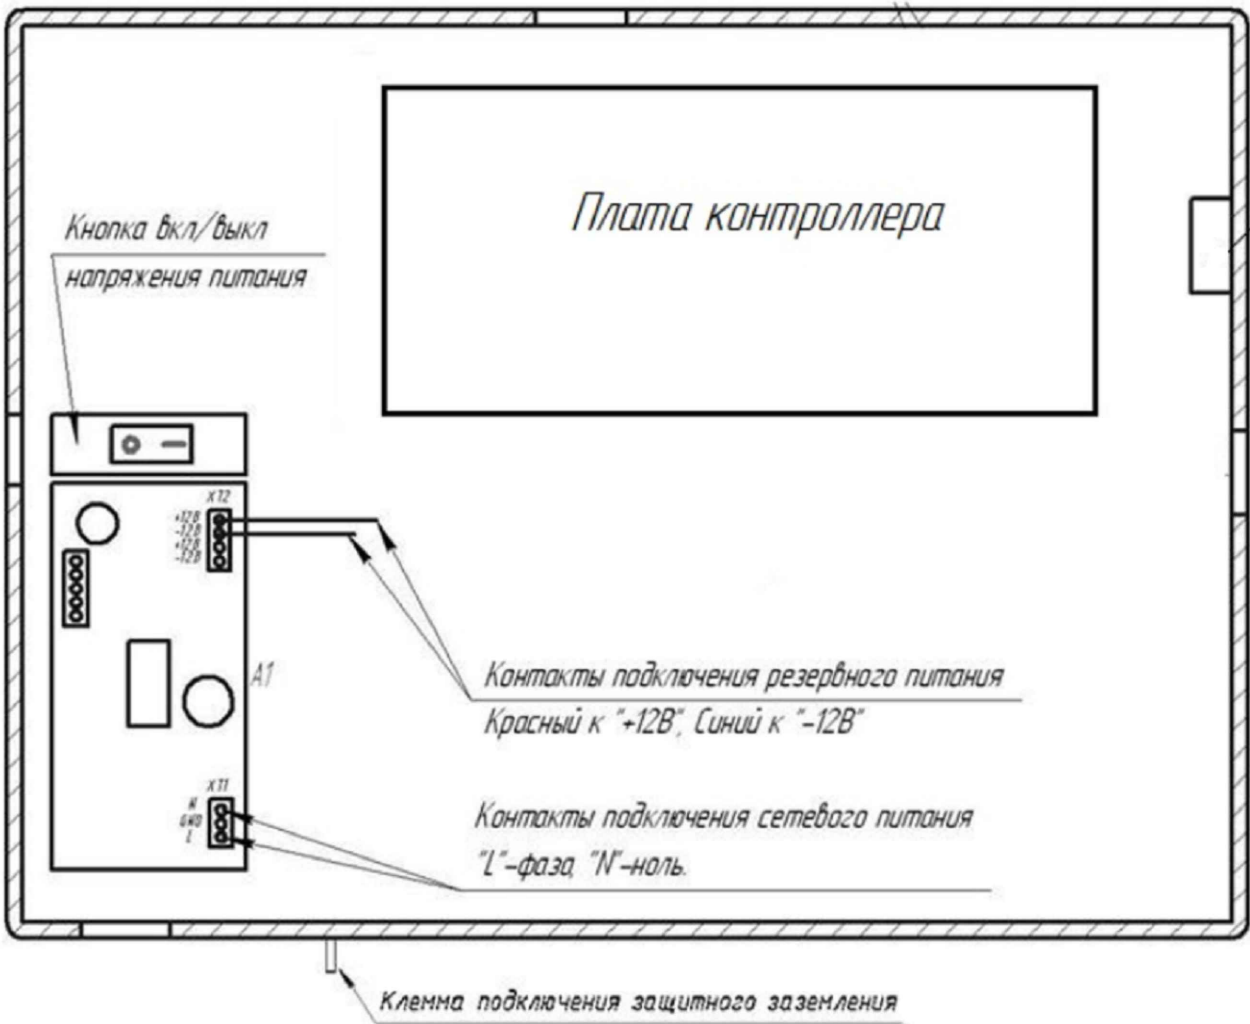 Плата контроллера
Кнопка вкл/выкл
напряжения питания
XT2
+12В
-12В
+12В
-12В
A1
Контакты подключения резервного питания
Красный к "+12В", Синий к "-12В"
XT1
N
GND
L
Контакты подключения сетевого питания
"L"-фаза, "N"-ноль.
Клемма подключения защитного заземления